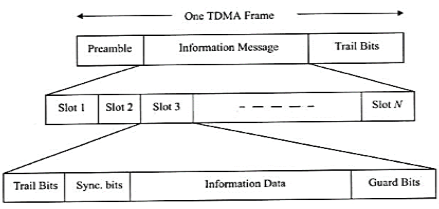 One TDMA Frame
Preamble Information Message Trail Bits
Slot 1 Slot 2 Slot 3 Slot N
Trail Bits Sync. bits Information Data Guard Bits